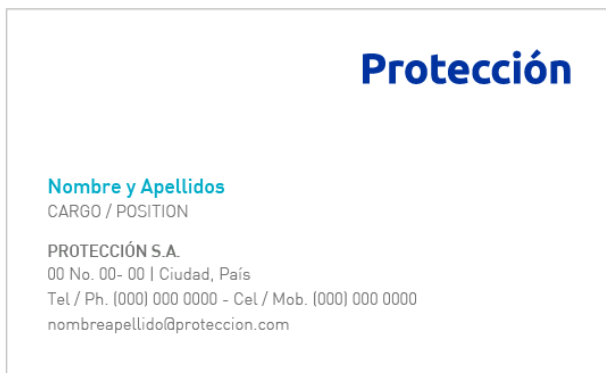 Protección
Nombre y Apellidos
CARGO / POSITION
PROTECCIÓN S.A.
00 No. 00- 00 | Ciudad, País
Tel / Ph. (000) 000 0000 - Cel / Mob. (000) 000 0000
nombreapellido@proteccion.com